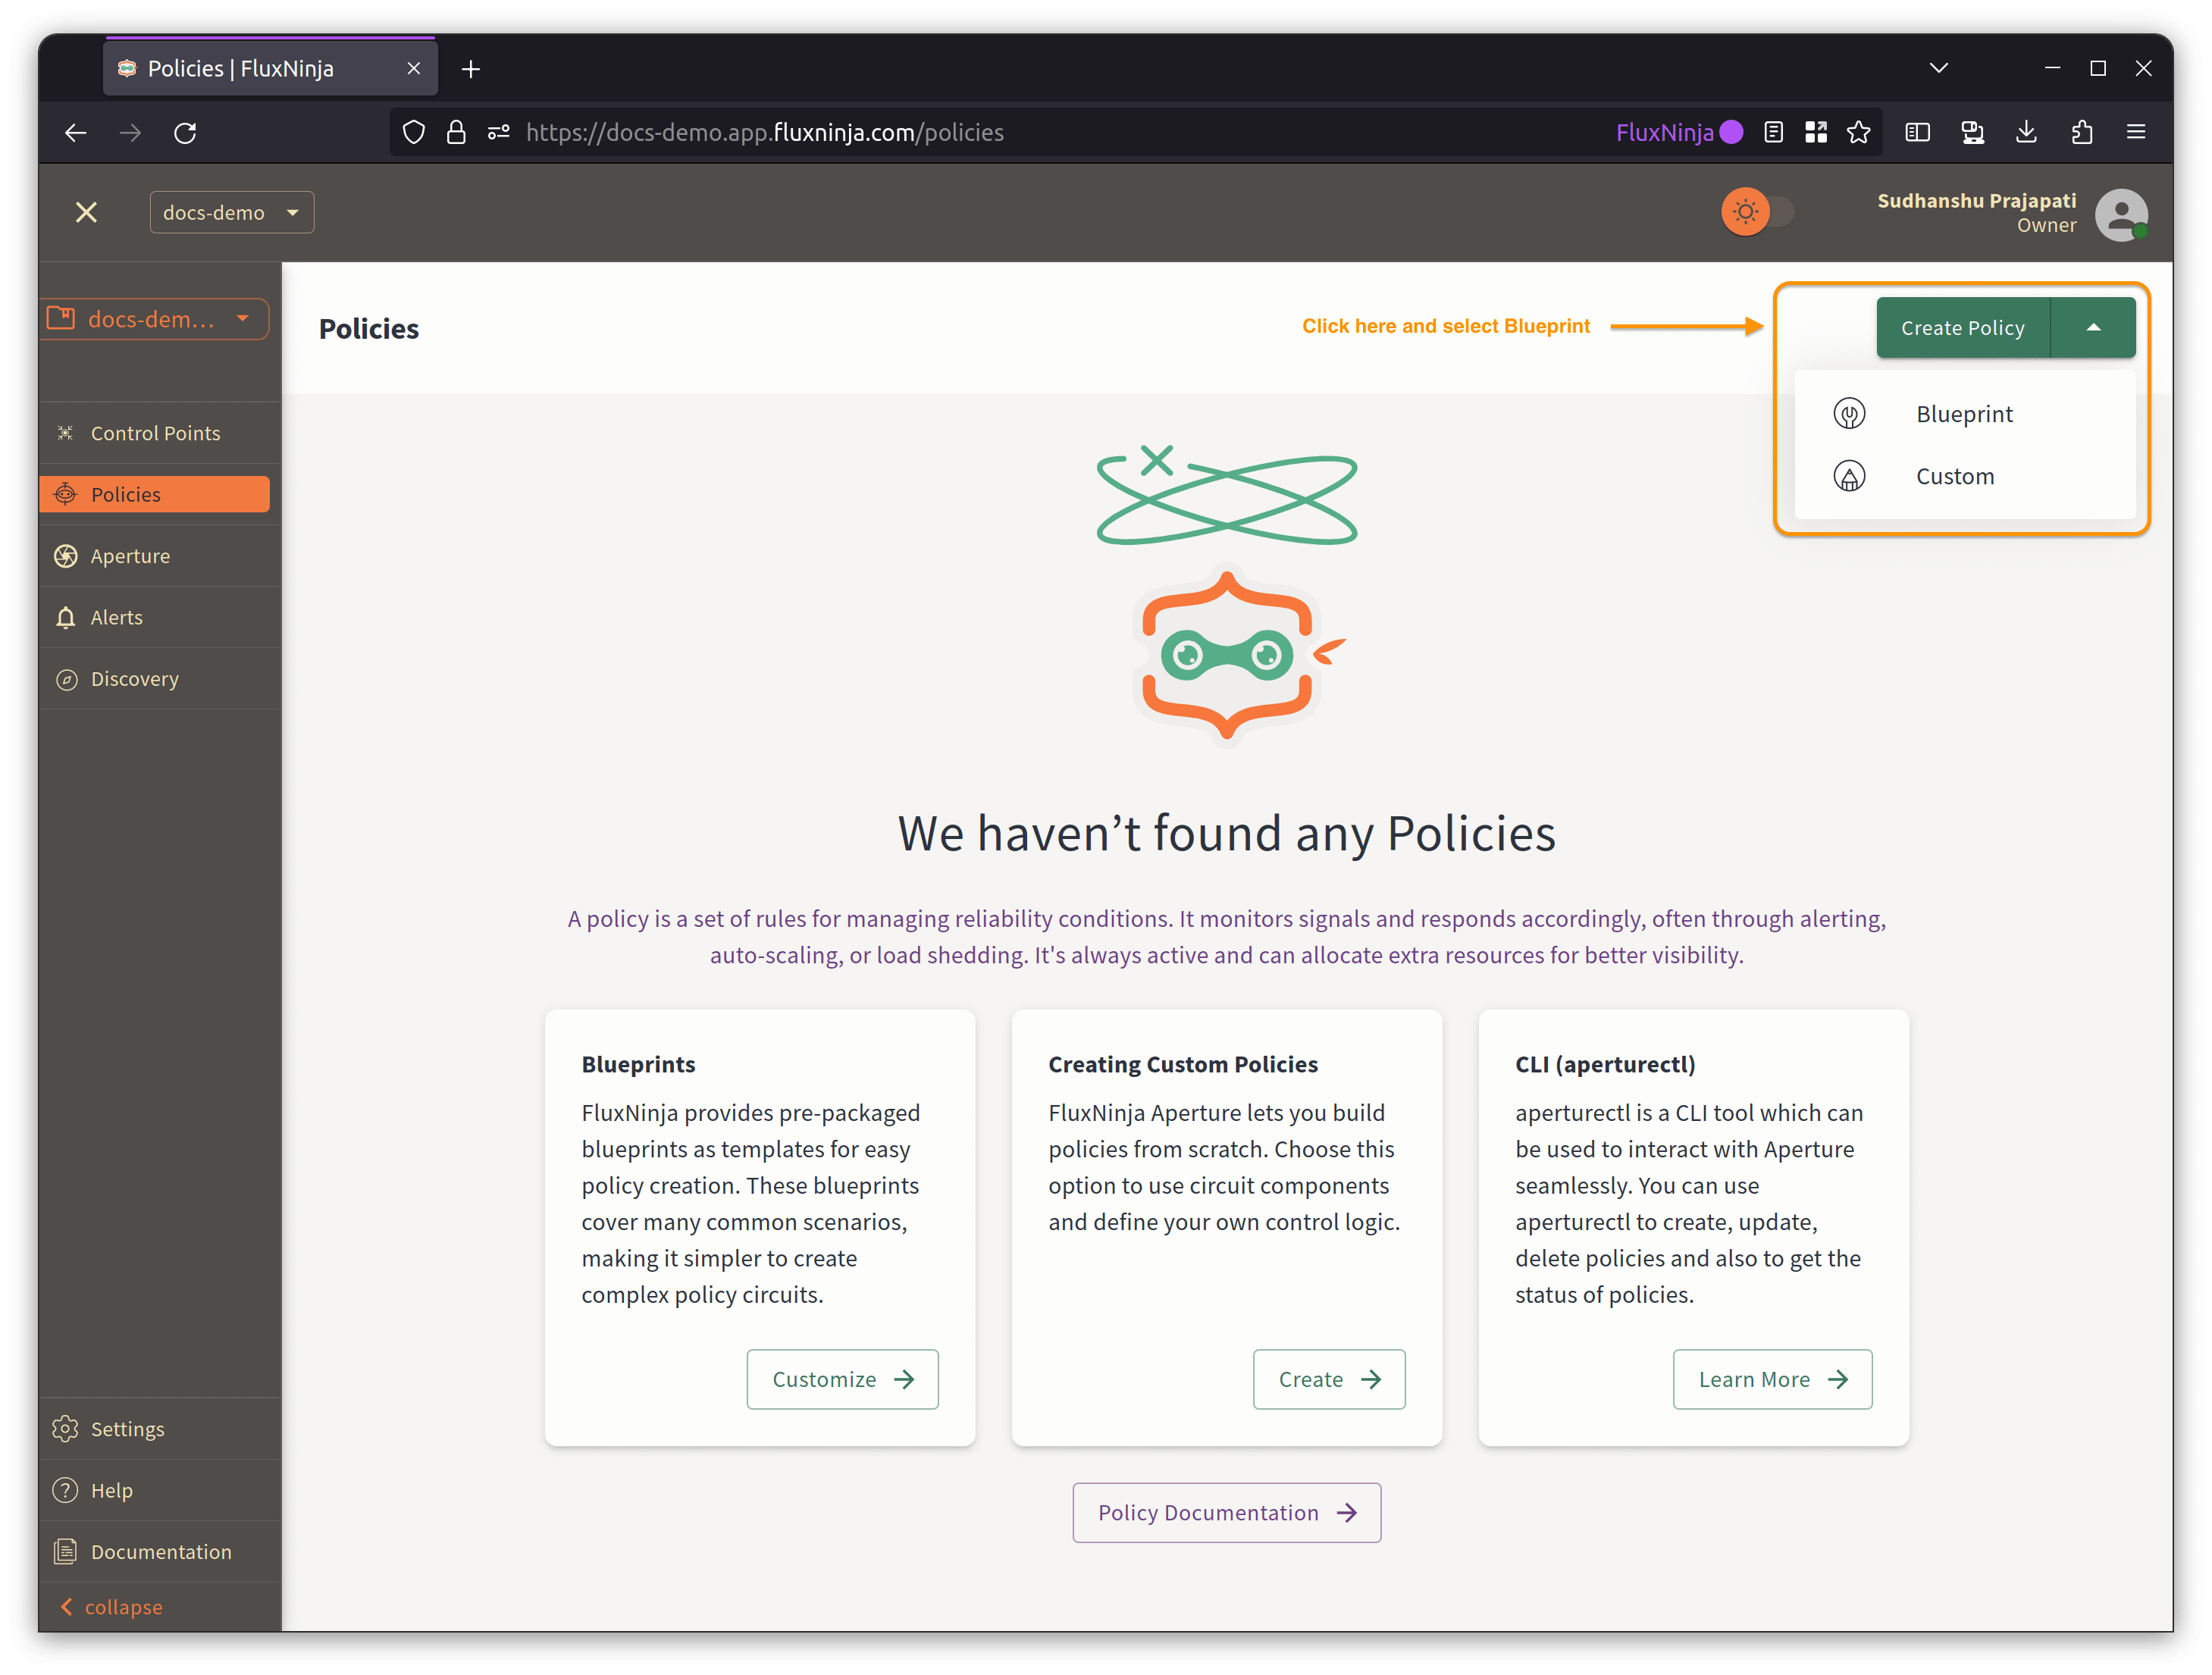 Policies | FluxNinja
https://docs-demo.app.fluxninja.com/policies
FluxNinja
docs-demo
Sudhanshu Prajapati
Owner
docs-dem...
Control Points
Policies
Aperture
Alerts
Discovery
Settings
Help
Documentation
collapse
Policies
Click here and select Blueprint
Create Policy
Blueprint
Custom
We haven’t found any Policies
A policy is a set of rules for managing reliability conditions. It monitors signals and responds accordingly, often through alerting,
auto-scaling, or load shedding. It's always active and can allocate extra resources for better visibility.
Blueprints
FluxNinja provides pre-packaged
blueprints as templates for easy
policy creation. These blueprints
cover many common scenarios,
making it simpler to create
complex policy circuits.
Customize
Creating Custom Policies
FluxNinja Aperture lets you build
policies from scratch. Choose this
option to use circuit components
and define your own control logic.
Create
CLI (aperturectl)
aperturectl is a CLI tool which can
be used to interact with Aperture
seamlessly. You can use
aperturectl to create, update,
delete policies and also to get the
status of policies.
Learn More
Policy Documentation